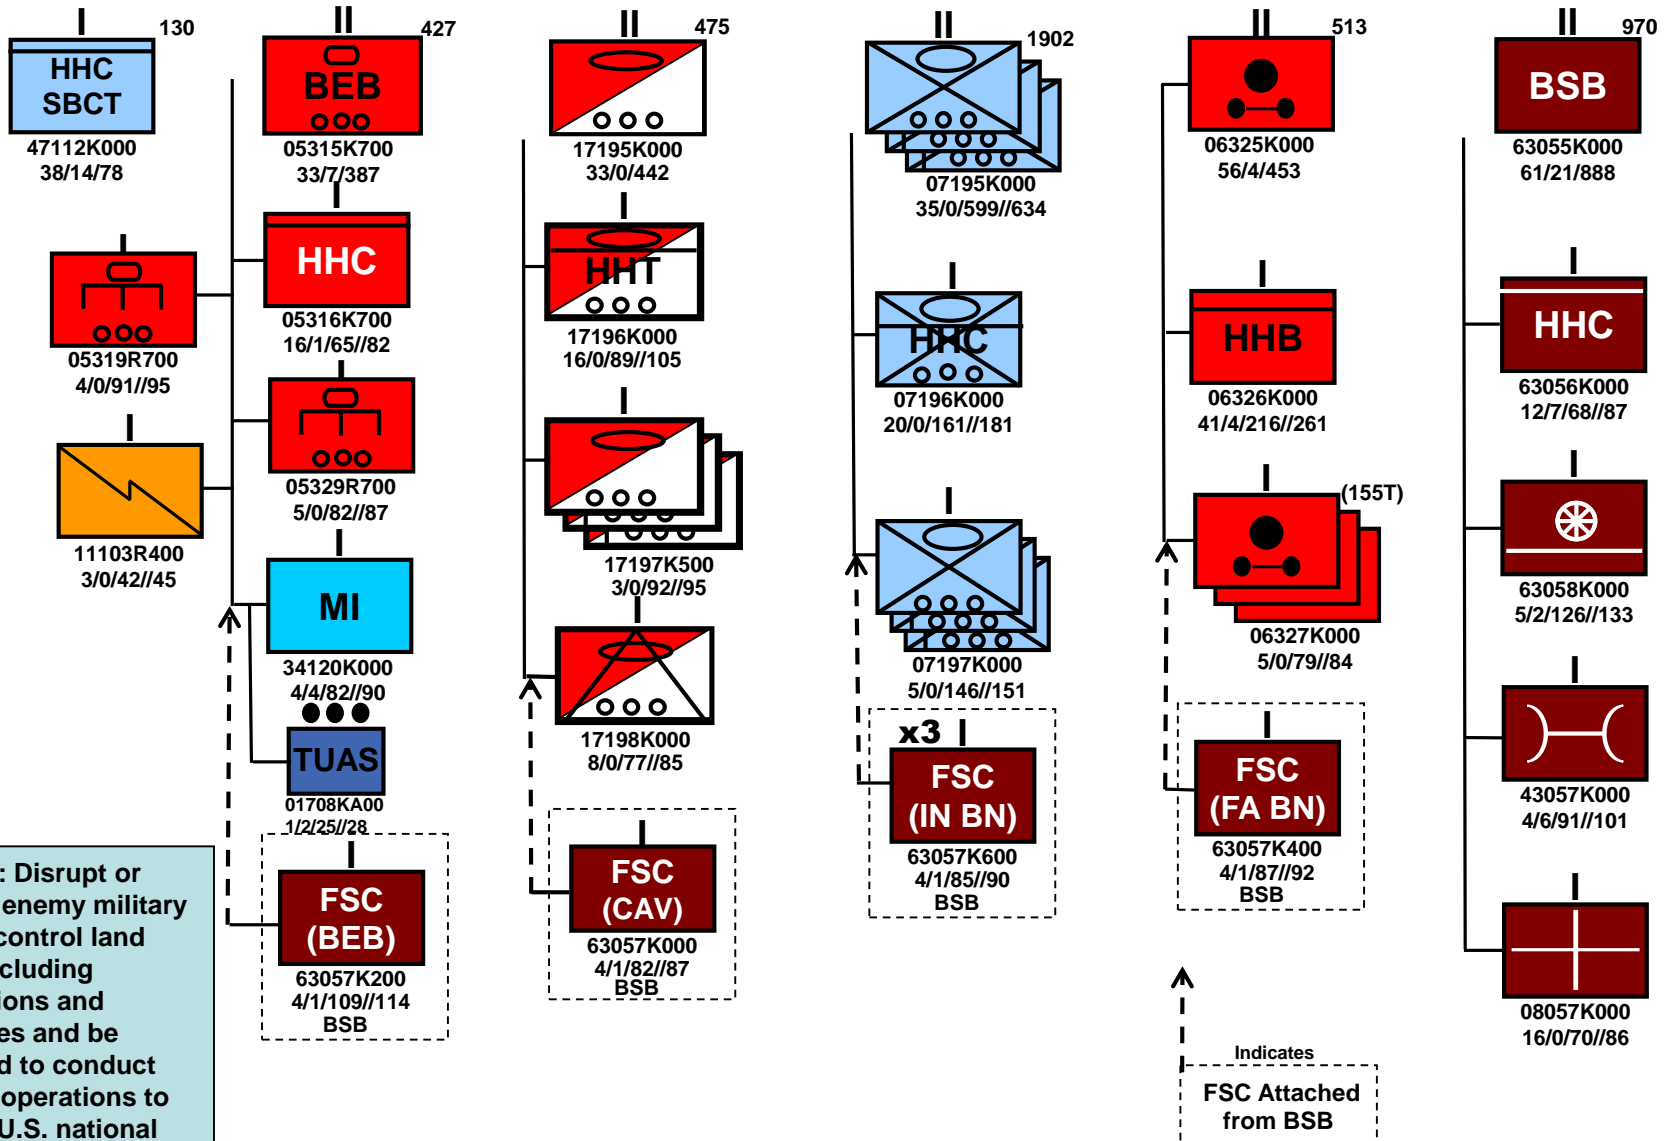 130
HHC
SBCT
47112K000
38/14/78
05319R700
4/0/91//95
11103R400
3/0/42//45
427
BEB
05315K700
33/7/387
HHC
05316K700
16/1/65//82
05329R700
5/0/82//87
MI
34120K000
4/4/82//90
TUAS
01708KA00
1/2/25//28
FSC
(BEB)
63057K200
4/1/109//114
BSB
475
17195K000
33/0/442
HHT
17196K000
16/0/89//105
17197K500
3/0/92//95
17198K000
8/0/77//85
FSC
(CAV)
63057K000
4/1/82//87
BSB
1902
07195K000
35/0/599//634
HHC
07196K000
20/0/161//181
07197K000
5/0/146//151
x3
FSC
(IN BN)
63057K600
4/1/85//90
BSB
513
06325K000
56/4/453
HHB
06326K000
41/4/216//261
(155T)
06327K000
5/0/79//84
FSC
(FA BN)
63057K400
4/1/87//92
BSB
970
BSB
63055K000
61/21/888
HHC
63056K000
12/7/68//87
63058K000
5/2/126//133
43057K000
4/6/91//101
08057K000
16/0/70//86
: Disrupt or
enemy military
control land
cluding
ions and
es and be
d to conduct
operations to
U.S. national
Indicates
FSC Attached
from BSB